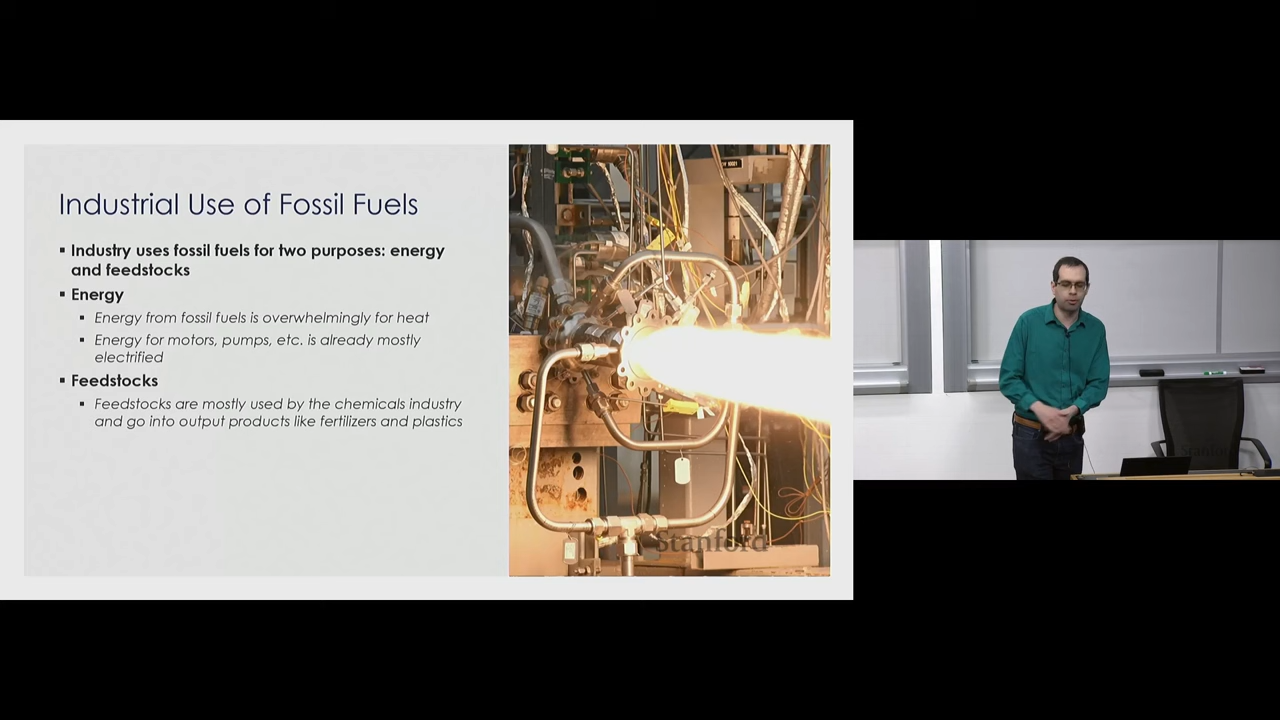 Industrial Use of Fossil Fuels
▪ Industry uses fossil fuels for two purposes: energy
and feedstocks
▪ Energy
▪ Energy from fossil fuels is overwhelmingly for heat
▪ Energy for motors, pumps, etc. is already mostly
electrified
▪ Feedstocks
▪ Feedstocks are mostly used by the chemicals industry
and go into output products like fertilizers and plastics
Stanford
Stanford